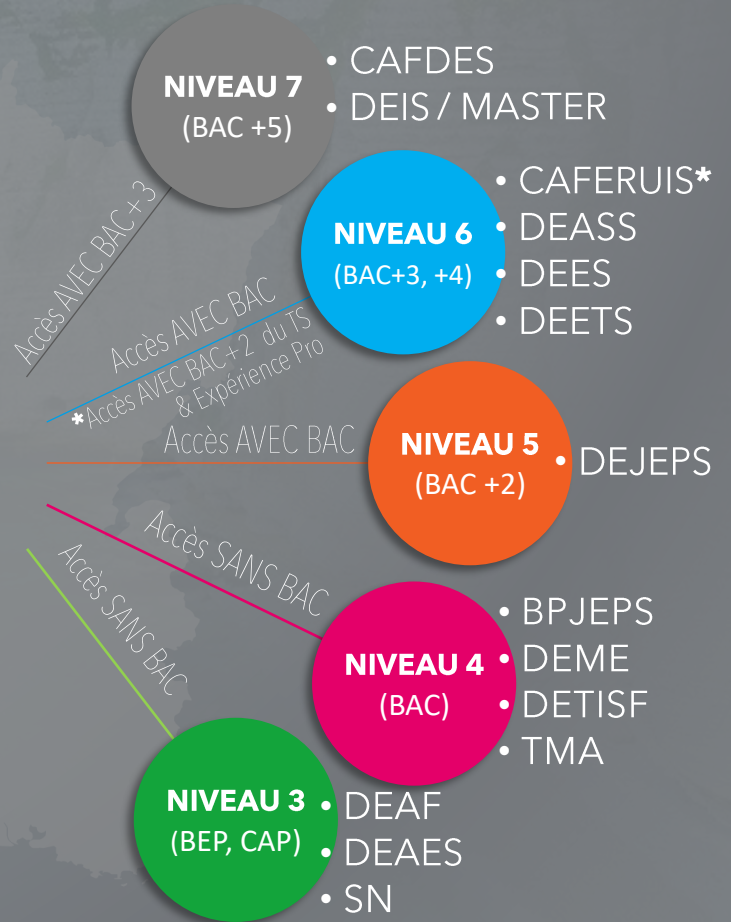 NIVEAU 7
(BAC +5)
• CAFDES
• DEIS / MASTER
Accès AVEC BAC+3
NIVEAU 6
(BAC+3, +4)
• CAFERUIS*
• DEASS
• DEES
• DEETS
Accès AVEC BAC
*Accès AVEC BAC+2 du TS
& Expérience Pro
Accès AVEC BAC
NIVEAU 5
(BAC +2)
• DEJEPS
Accès SANS BAC
NIVEAU 4
(BAC)
• BPJEPS
• DEME
• DETISF
• TMA
Accès SANS BAC
NIVEAU 3
(BEP, CAP)
• DEAF
• DEAES
• SN